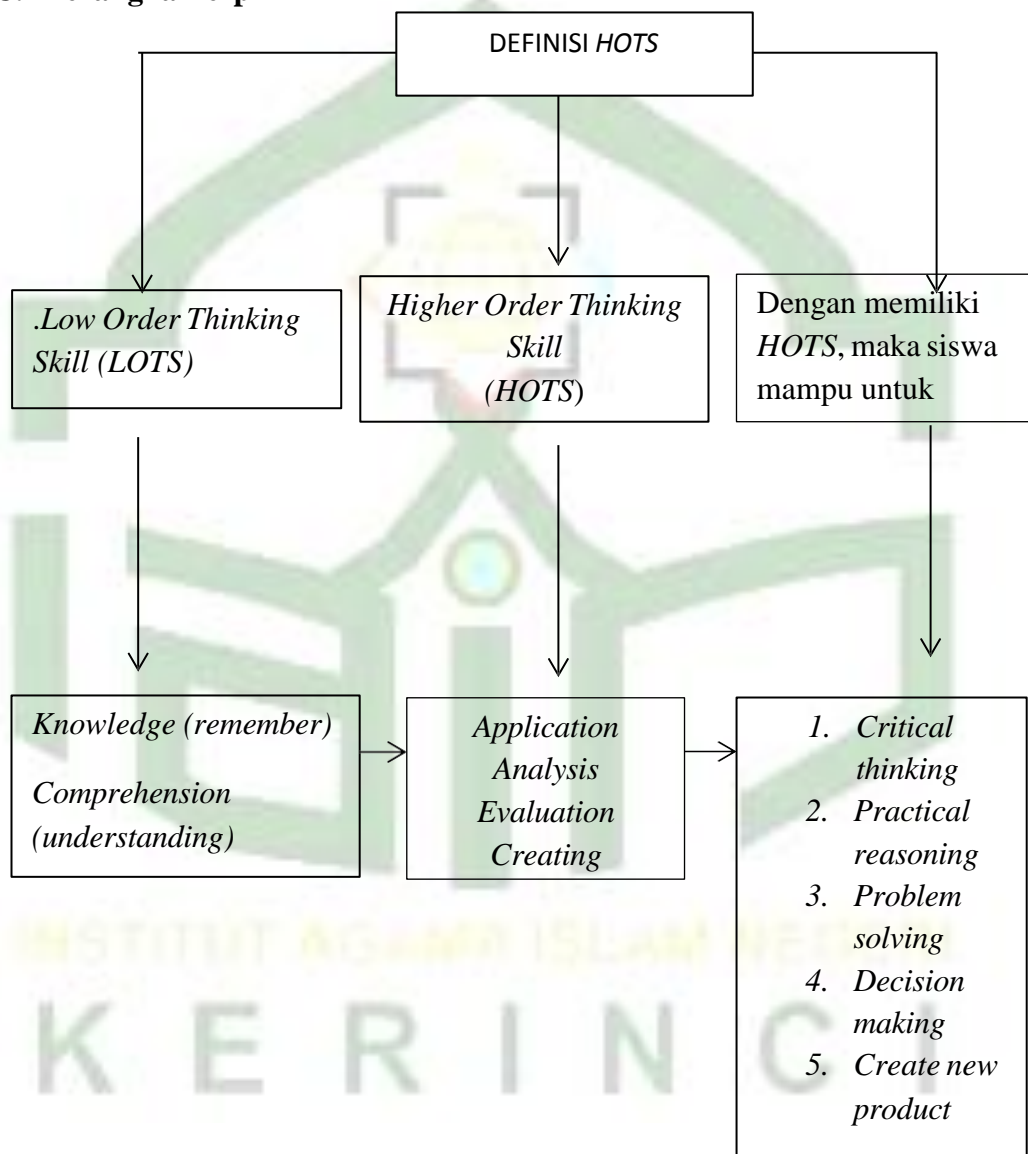 DEFINISI HOTS
.Low Order Thinking
Skill (LOTS)
Higher Order Thinking
Skill
(HOTS)
Dengan memiliki
HOTS, maka siswa
mampu untuk
Knowledge (remember)
Comprehension
(understanding)
Application
Analysis
Evaluation
Creating
1. Critical
thinking
2. Practical
reasoning
3. Problem
solving
4. Decision
making
5. Create new
product
INSTITUT AGAMA ISLAM NEGERI
KERINCI